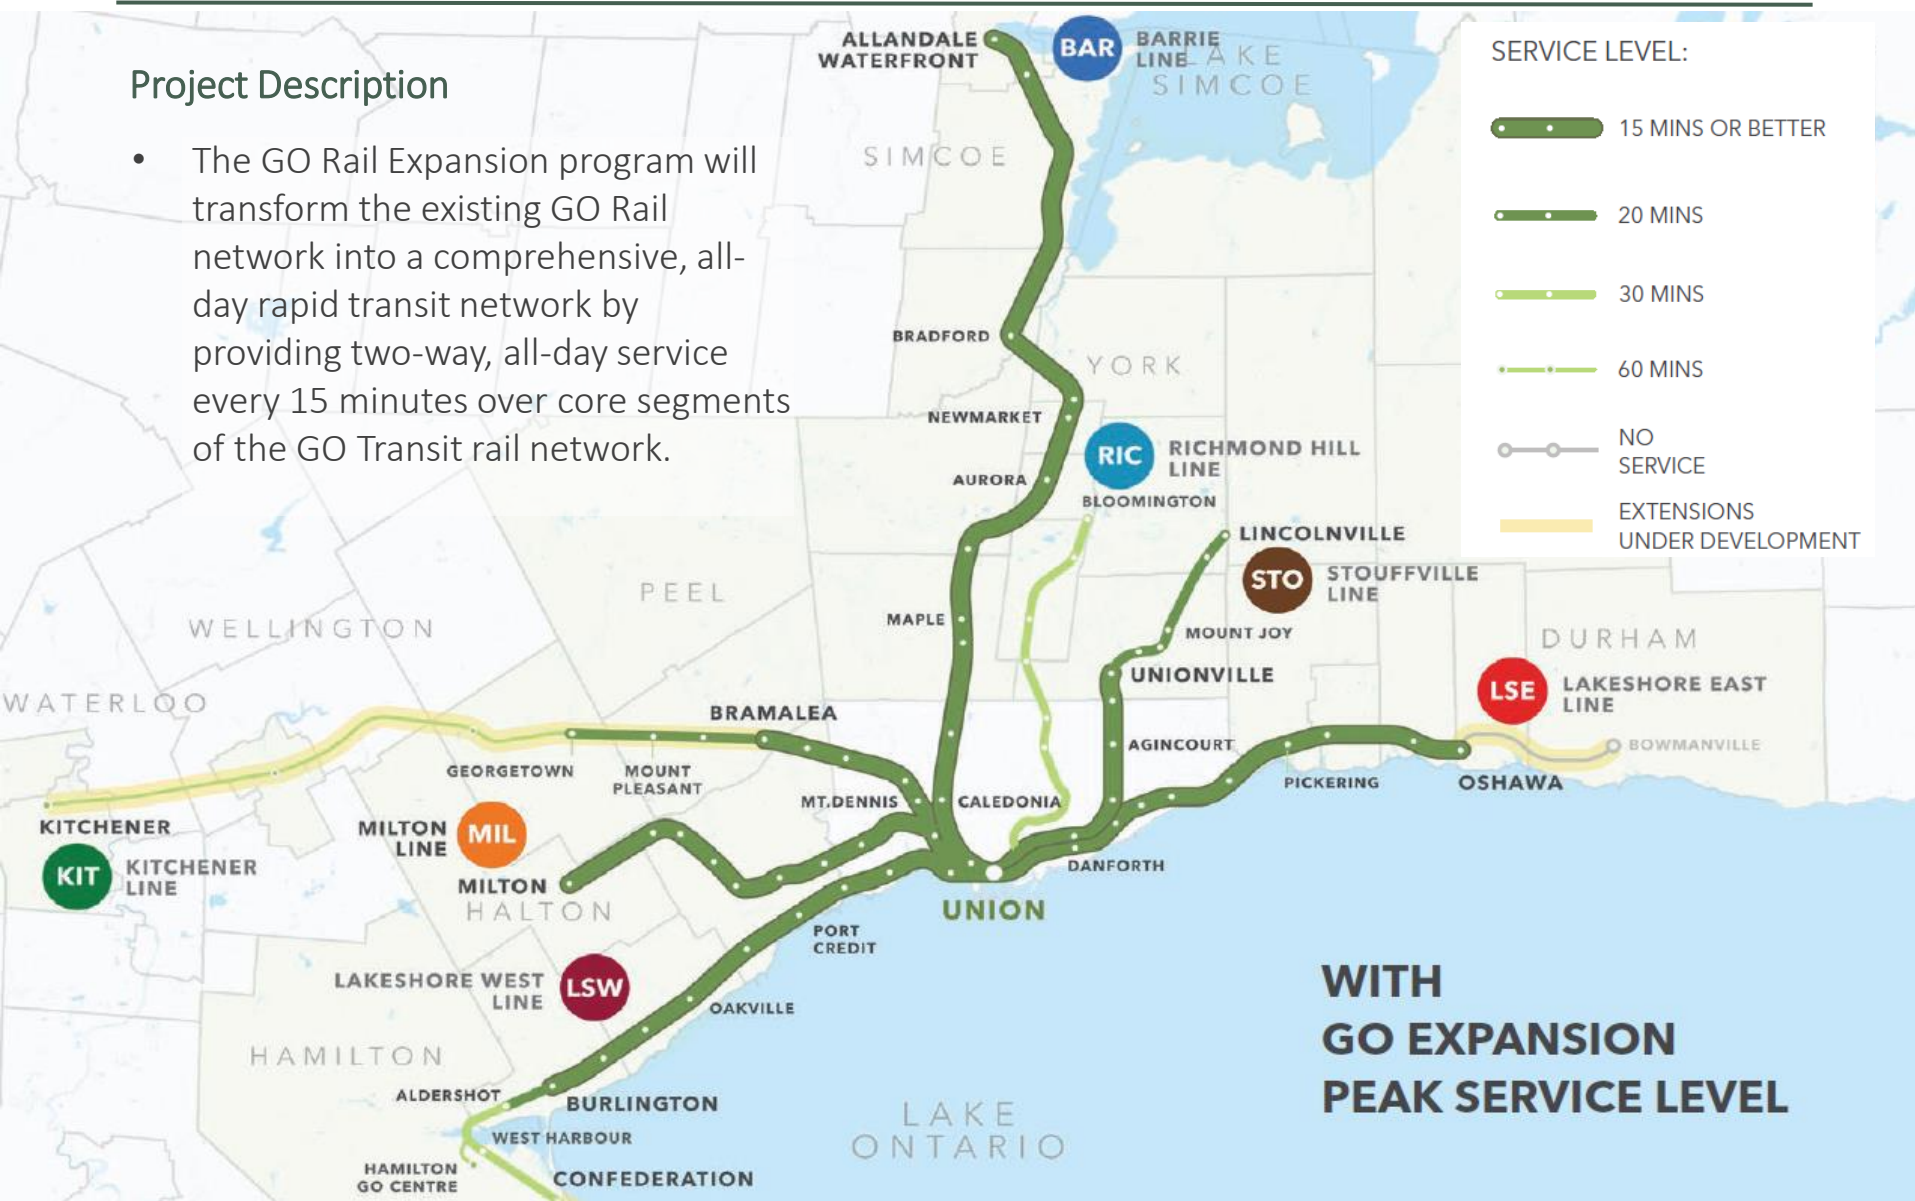 Project Description
• The GO Rail Expansion program will
transform the existing GO Rail
network into a comprehensive, all-
day rapid transit network by
providing two-way, all-day service
every 15 minutes over core segments
of the GO Transit rail network.
ALLANDALE
WATERFRONT
BAR
BARRIE
LINE
LAKE
SIMCOE
SIMCOE
SERVICE LEVEL:
15 MINS OR BETTER
20 MINS
30 MINS
60 MINS
NO
SERVICE
EXTENSIONS
UNDER DEVELOPMENT
BRADFORD
YORK
NEWMARKET
RIC
RICHMOND HILL
LINE
AURORA
BLOOMINGTON
LINCOLNVILLE
STO
STOUFFVILLE
LINE
PEEL
MAPLE
MOUNT JOY
WELLINGTON
DURHAM
UNIONVILLE
LSE
LAKESHORE EAST
LINE
WATERLOO
BRAMALEA
AGINCOURT
BOWMANVILLE
GEORGETOWN
MOUNT
PLEASANT
PICKERING
OSHAWA
MT.DENNIS
CALEDONIA
KITCHENER
KIT
KITCHENER
LINE
MILTON
LINE
MIL
DANFORTH
MILTON
HALTON
UNION
PORT
CREDIT
LAKESHORE WEST
LINE
LSW
OAKVILLE
WITH
GO EXPANSION
PEAK SERVICE LEVEL
HAMILTON
ALDERSHOT
BURLINGTON
LAKE
ONTARIO
WEST HARBOUR
HAMILTON
GO CENTRE
CONFEDERATION